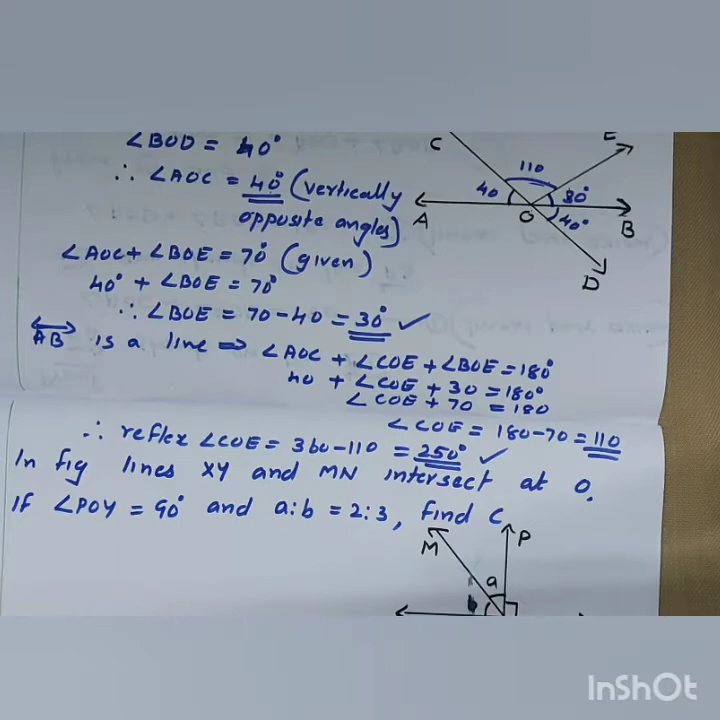 ∠BOD = 40°
∴ ∠AOC = 40° (vertically
opposite angles)
∠AOC + ∠BOE = 70° (given)
40° + ∠BOE = 70°
∴ ∠BOE = 70 - 40 = 30° ✓
AB is a line ⇒ ∠AOC + ∠COE + ∠BOE = 180°
40 + ∠COE + 30 = 180°
∠COE + 70 = 180
∠COE = 180 - 70 = 110
∴ reflex ∠COE = 360 - 110 = 250° ✓
In fig lines XY and MN intersect at O.
If ∠POY = 90° and a:b = 2:3, find C
C
E
110
40
30°
A
O
40°
B
D
M
P
a
b
InShOt